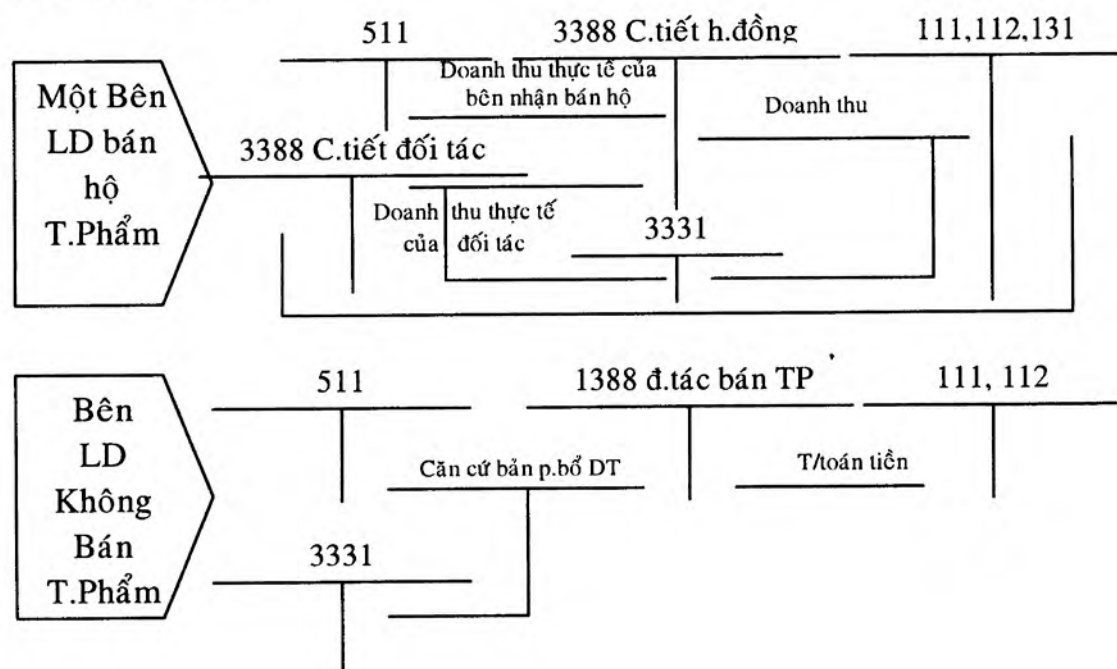 511
3388 C.tiết h.đồng
111,112,131
Một Bên
LD bán
hộ
T.Phẩm
Doanh thu thực tế của
bên nhận bán hộ
Doanh thu
3388 C.tiết đối tác
Doanh thu thực tế
của đối tác
3331
511
1388 đ.tác bán TP
111, 112
Bên
LD
Không
Bán
T.Phẩm
Căn cứ bản p.bổ DT
T/toán tiền
3331